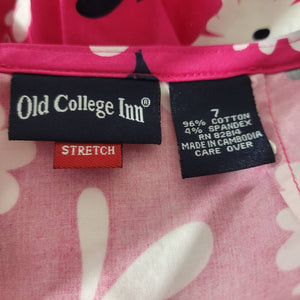 Old College Inn®
STRETCH
7
96% COTTON
4% SPANDEX
RN 82814
MADE IN CAMBODIA
CARE OVER